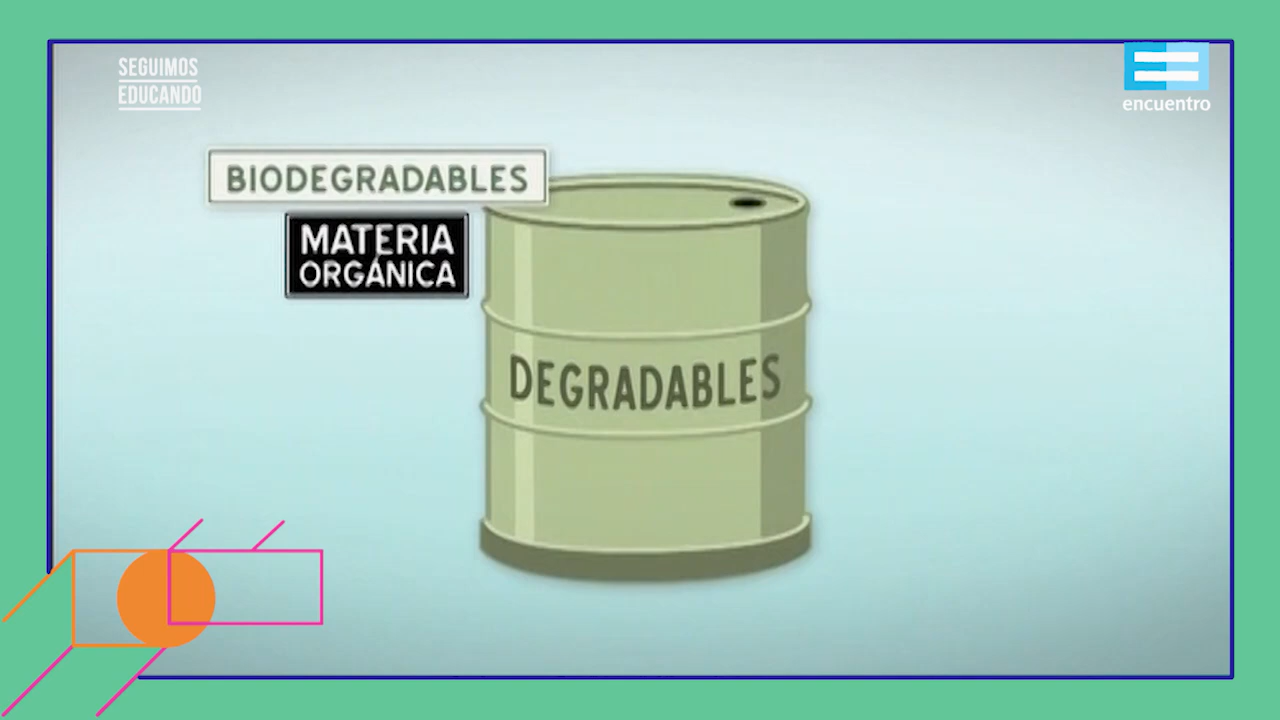 SEGUIMOS
EDUCANDO
encuentro
BIODEGRADABLES
MATERIA
ORGÁNICA
DEGRADABLES